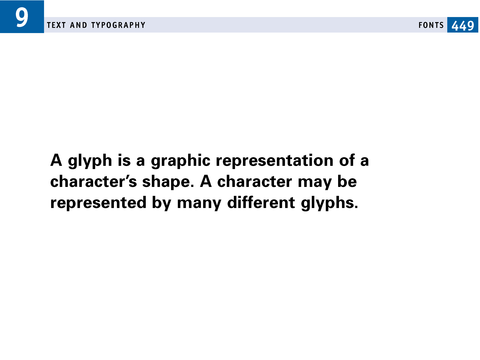 9
TEXT AND TYPOGRAPHY
FONTS 449
A glyph is a graphic representation of a
character’s shape. A character may be
represented by many different glyphs.